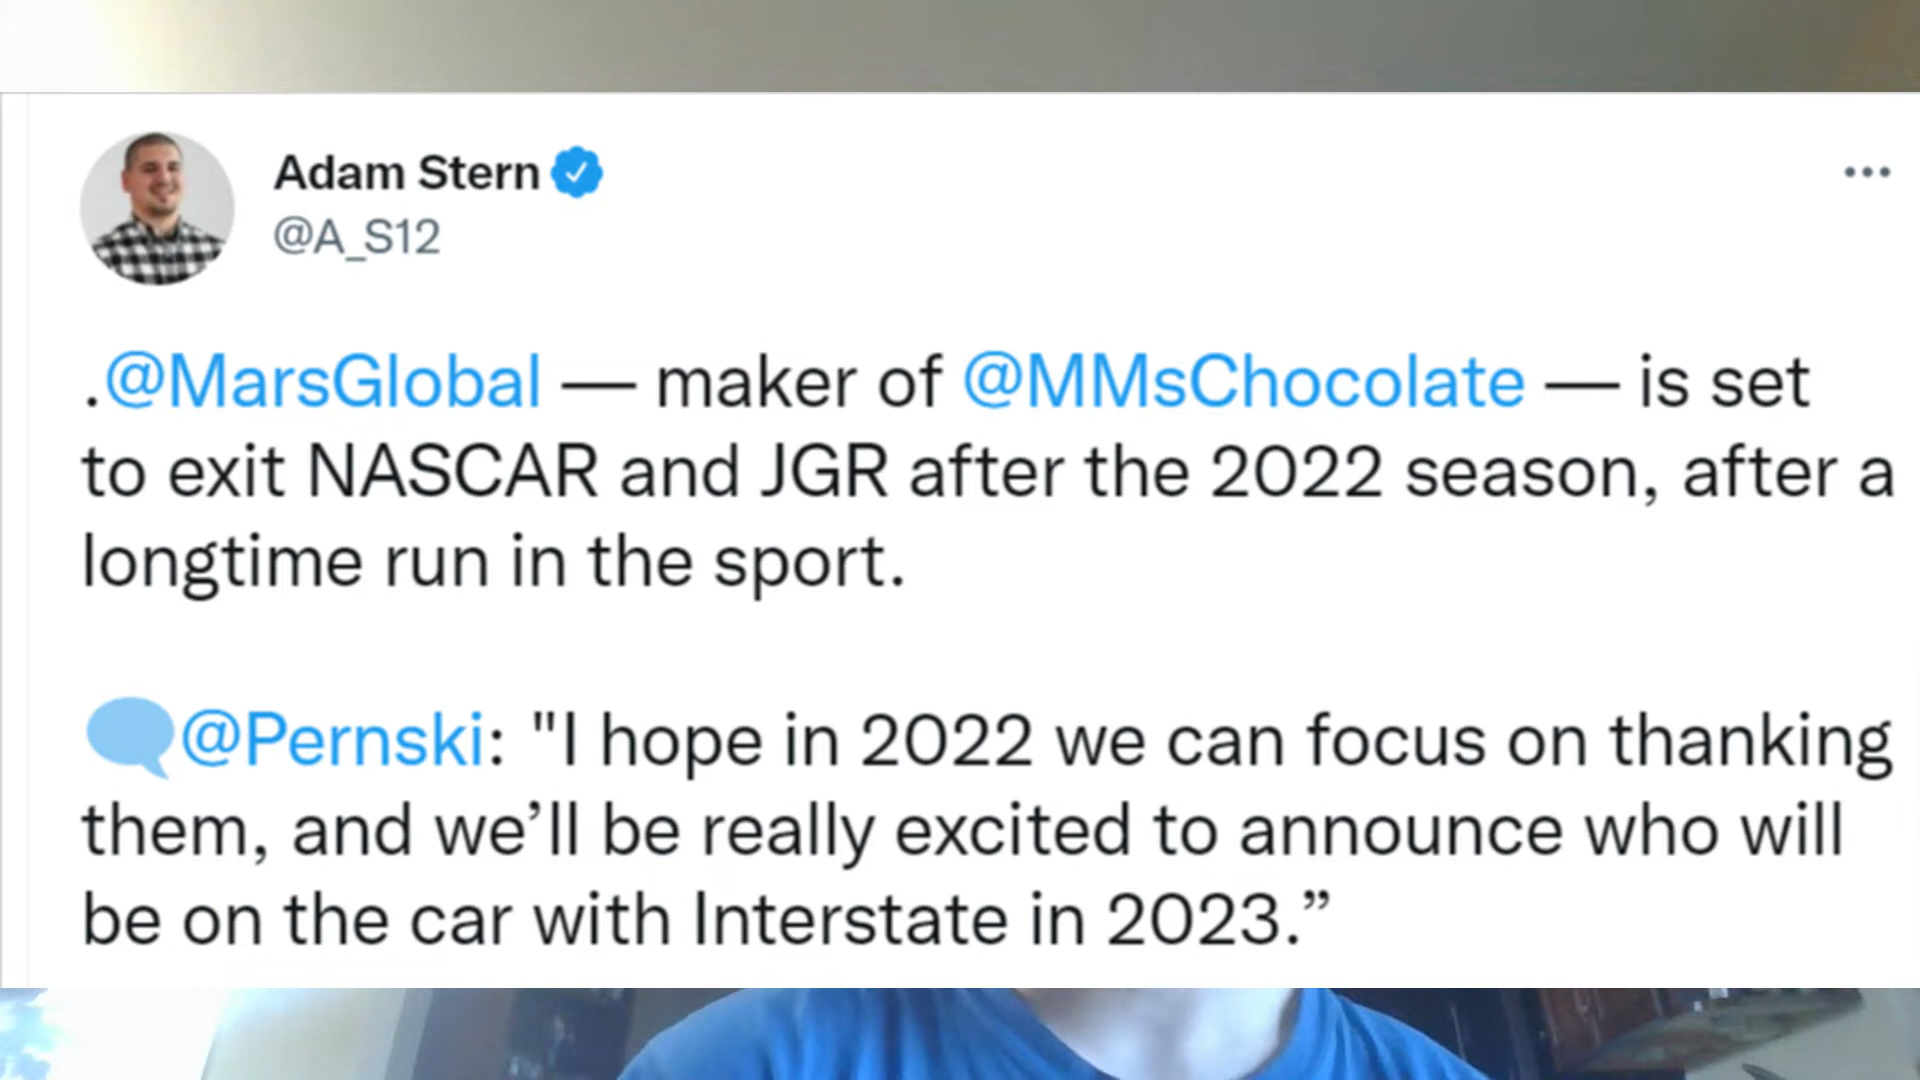 Adam Stern
@A_S12
.@MarsGlobal — maker of @MMsChocolate — is set
to exit NASCAR and JGR after the 2022 season, after a
longtime run in the sport.
@Pernski: "I hope in 2022 we can focus on thanking
them, and we’ll be really excited to announce who will
be on the car with Interstate in 2023.”